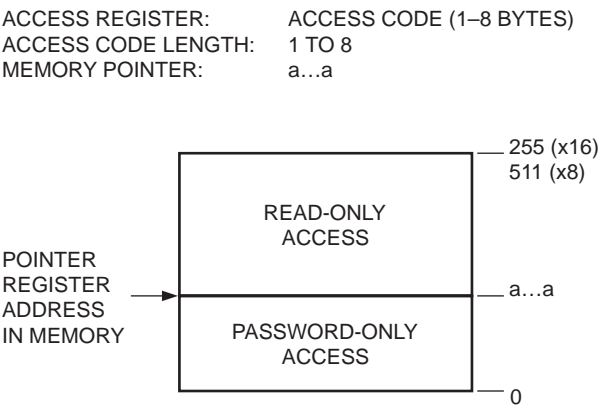 ACCESS REGISTER: ACCESS CODE (1–8 BYTES)
ACCESS CODE LENGTH: 1 TO 8
MEMORY POINTER: a…a
255 (x16)
511 (x8)
READ-ONLY
ACCESS
POINTER
REGISTER
ADDRESS
IN MEMORY
a…a
PASSWORD-ONLY
ACCESS
0